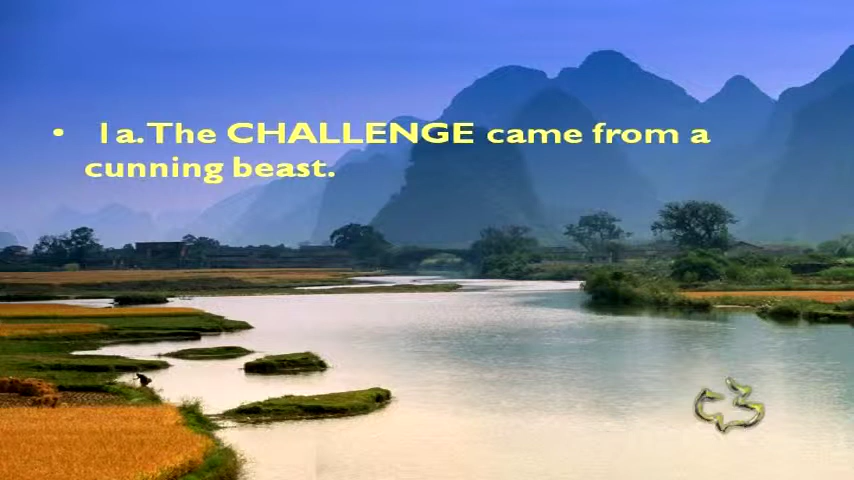 • 1a. The CHALLENGE came from a
cunning beast.